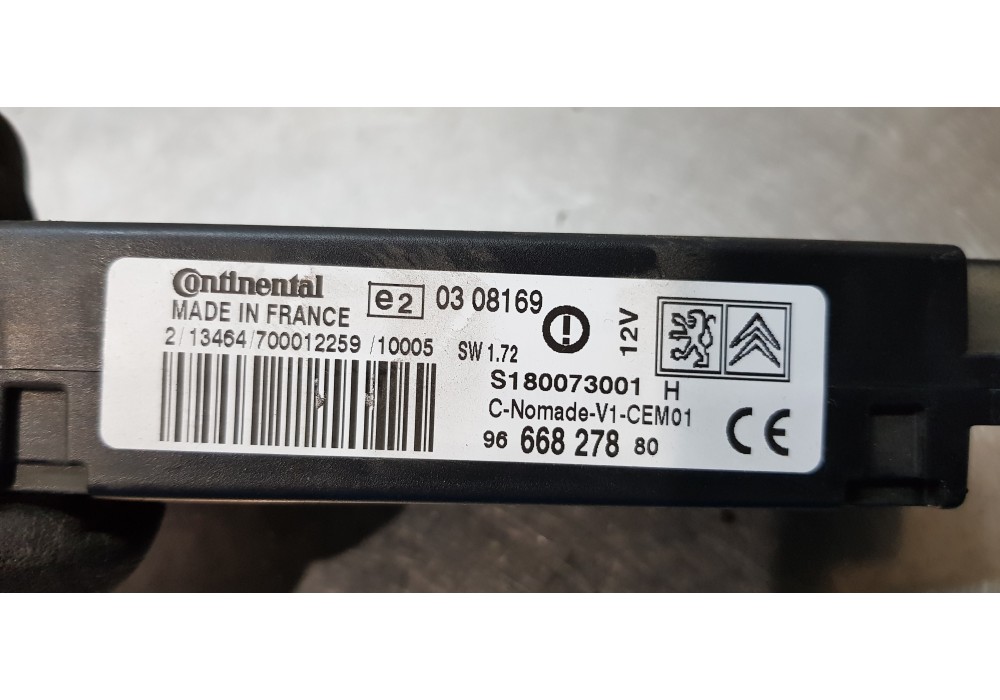 Continental e2 03 08169
MADE IN FRANCE
12V
2/13464/700012259/10005 SW 1.72
S180073001 H
C-Nomade-V1-CEM01
96 668 278 80
CE